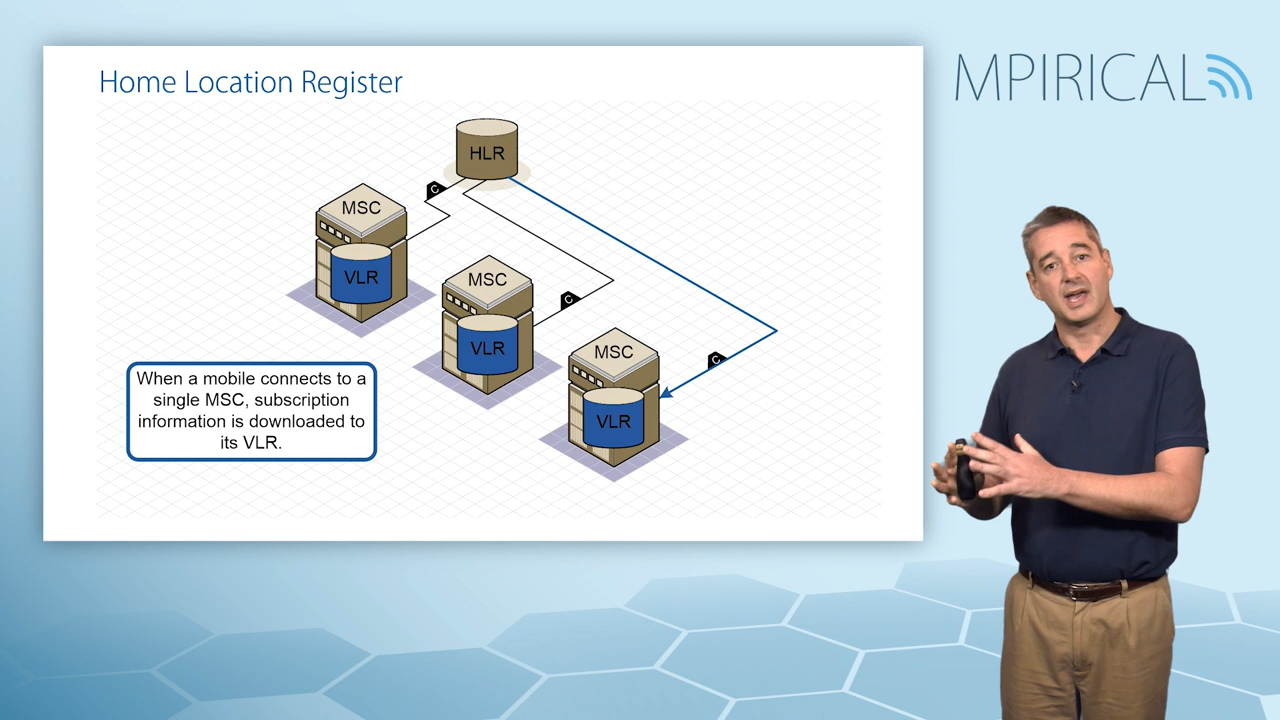 Home Location Register
MPIRICAL
HLR
C
MSC
VLR
MSC
C
VLR
MSC
C
VLR
When a mobile connects to a
single MSC, subscription
information is downloaded to
its VLR.